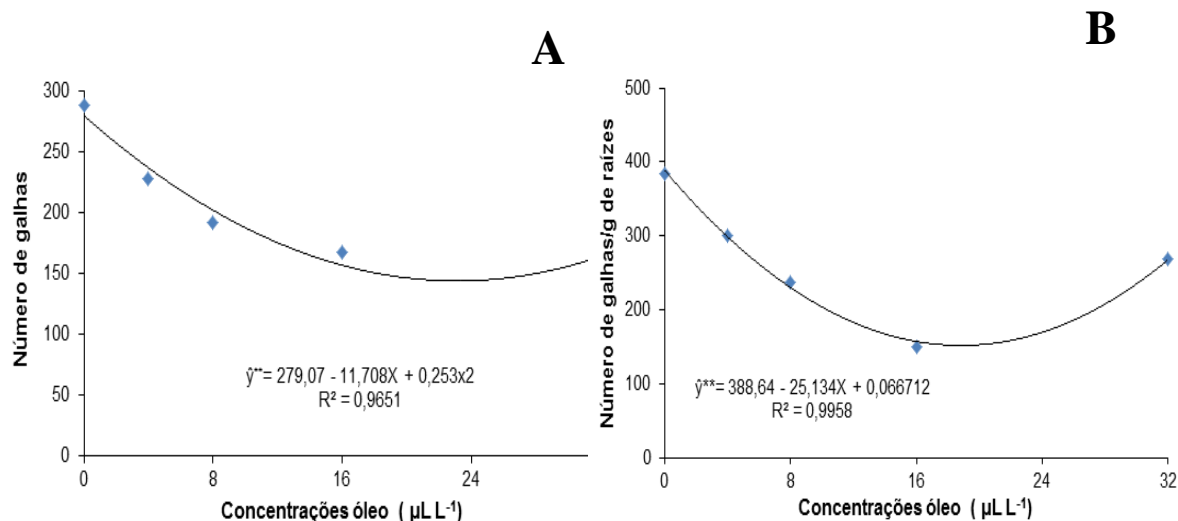 A
Número de galhas
300
250
200
150
100
50
0
0 8 16 24
ŷ**= 279,07 - 11,708X + 0,253x2
R² = 0,9651
Concentrações óleo ( µL L⁻¹)
B
Número de galhas/g de raízes
500
400
300
200
100
0
0 8 16 24 32
ŷ**= 388,64 - 25,134X + 0,066712
R² = 0,9958
Concentrações óleo ( µL L⁻¹)